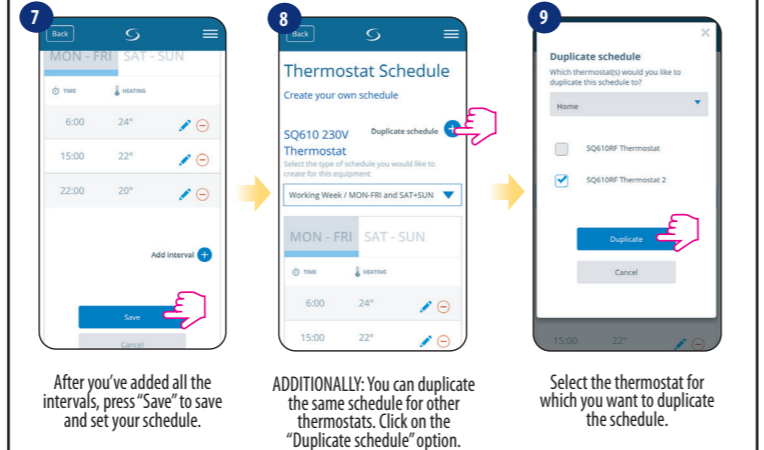 7
Back
MON - FRI SAT - SUN
TIME HEATING
6:00 24°
15:00 22°
22:00 20°
Add interval
Save
Cancel
After you've added all the
intervals, press "Save" to save
and set your schedule.
8
Back
Thermostat Schedule
Create your own schedule
SQ610 230V
Thermostat
Duplicate schedule
Select the type of schedule you would like to
create for this equipment
Working Week / MON-FRI and SAT+SUN
MON - FRI SAT - SUN
TIME HEATING
6:00 24°
15:00 22°
ADDITIONALLY: You can duplicate
the same schedule for other
thermostats. Click on the
"Duplicate schedule" option.
9
Duplicate schedule
Which thermostat(s) would you like to
duplicate this schedule to?
Home
SQ610RF Thermostat
SQ610RF Thermostat 2
Duplicate
Cancel
15:00 22°
Select the thermostat for
which you want to duplicate
the schedule.